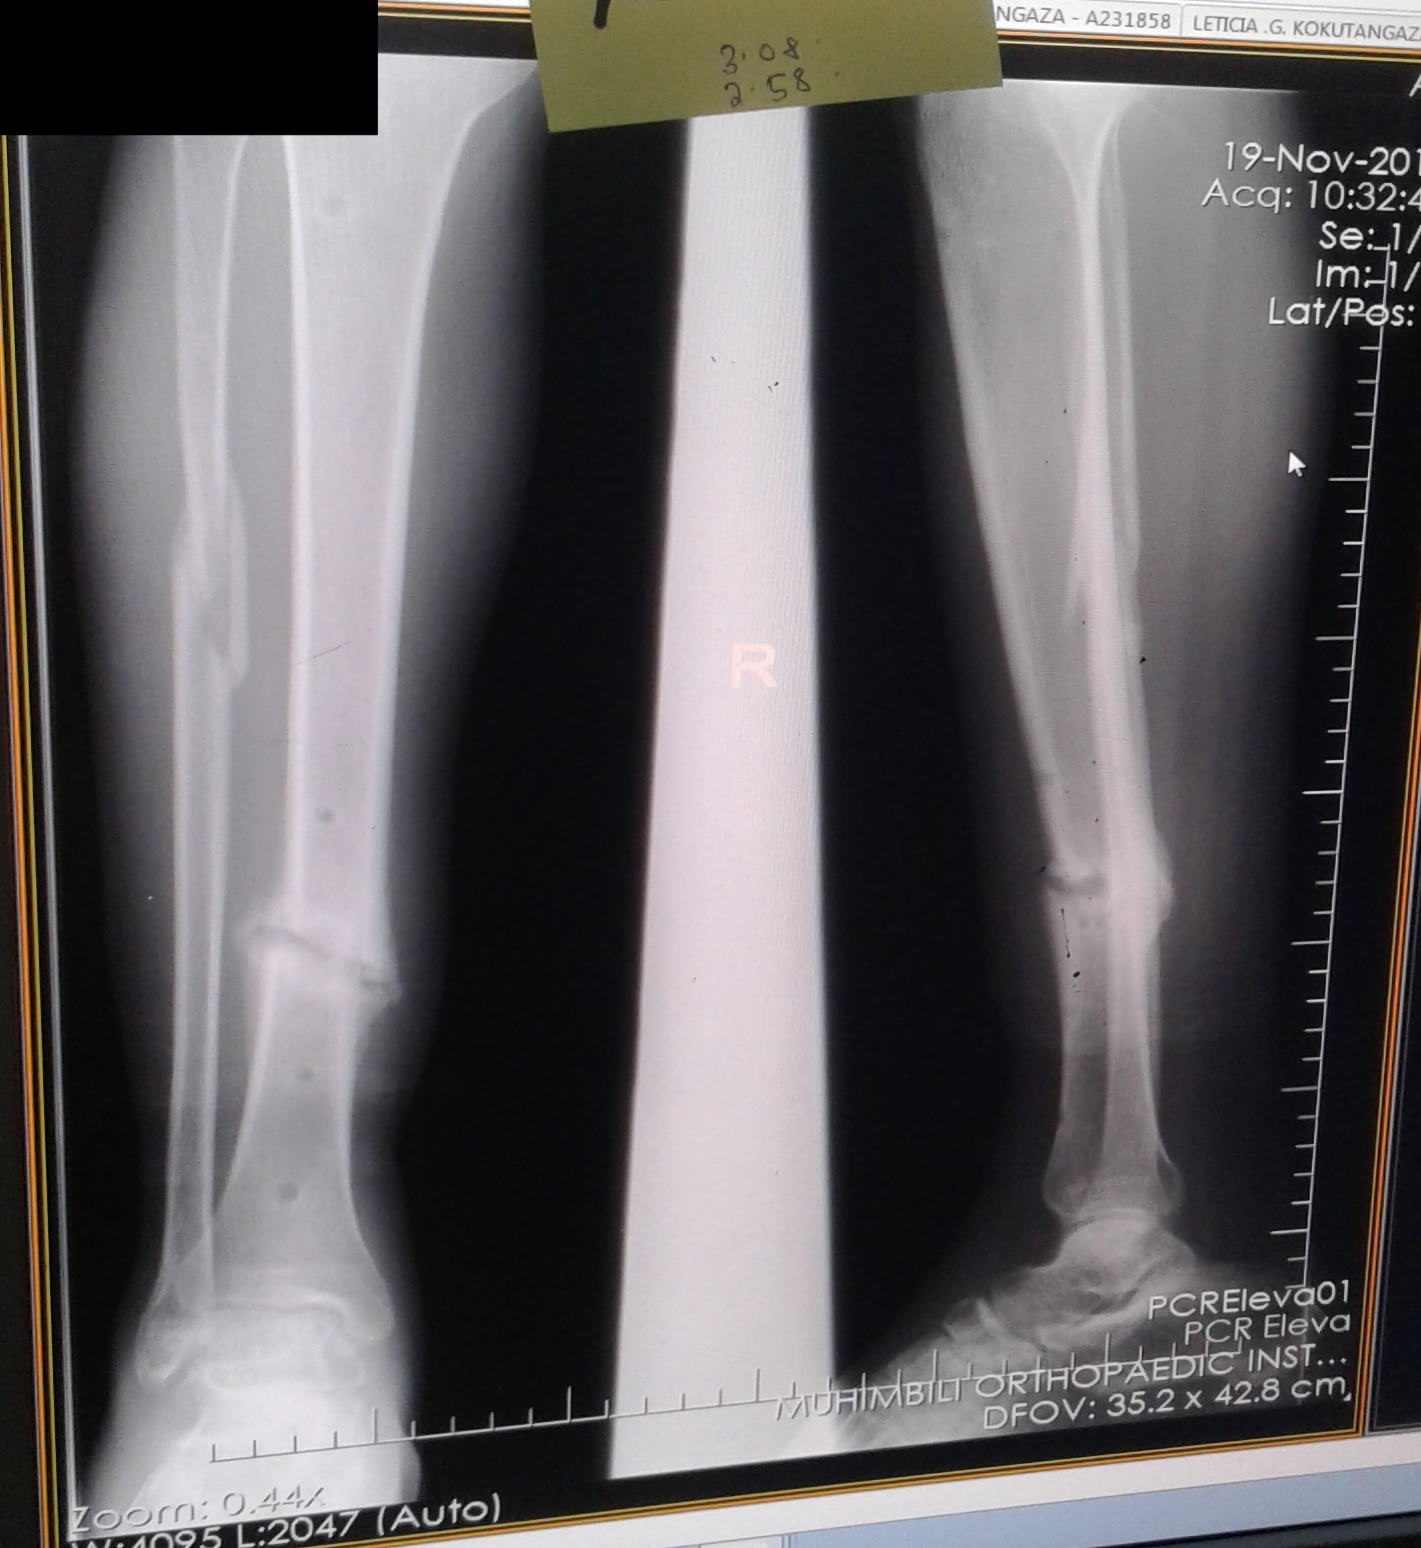 NGAZA - A231858
LETICIA .G. KOKUTANGAZ
3.08
2.58
19-Nov-201
Acq: 10:32:4
Se: 1/
Im: 1/
Lat/Pos:
R
PCREleva01
PCR Eleva
MUHIMBILI ORTHOPAEDIC INST...
DFOV: 35.2 x 42.8 cm
Zoom: 0.44x
W:4095 L:2047 (Auto)